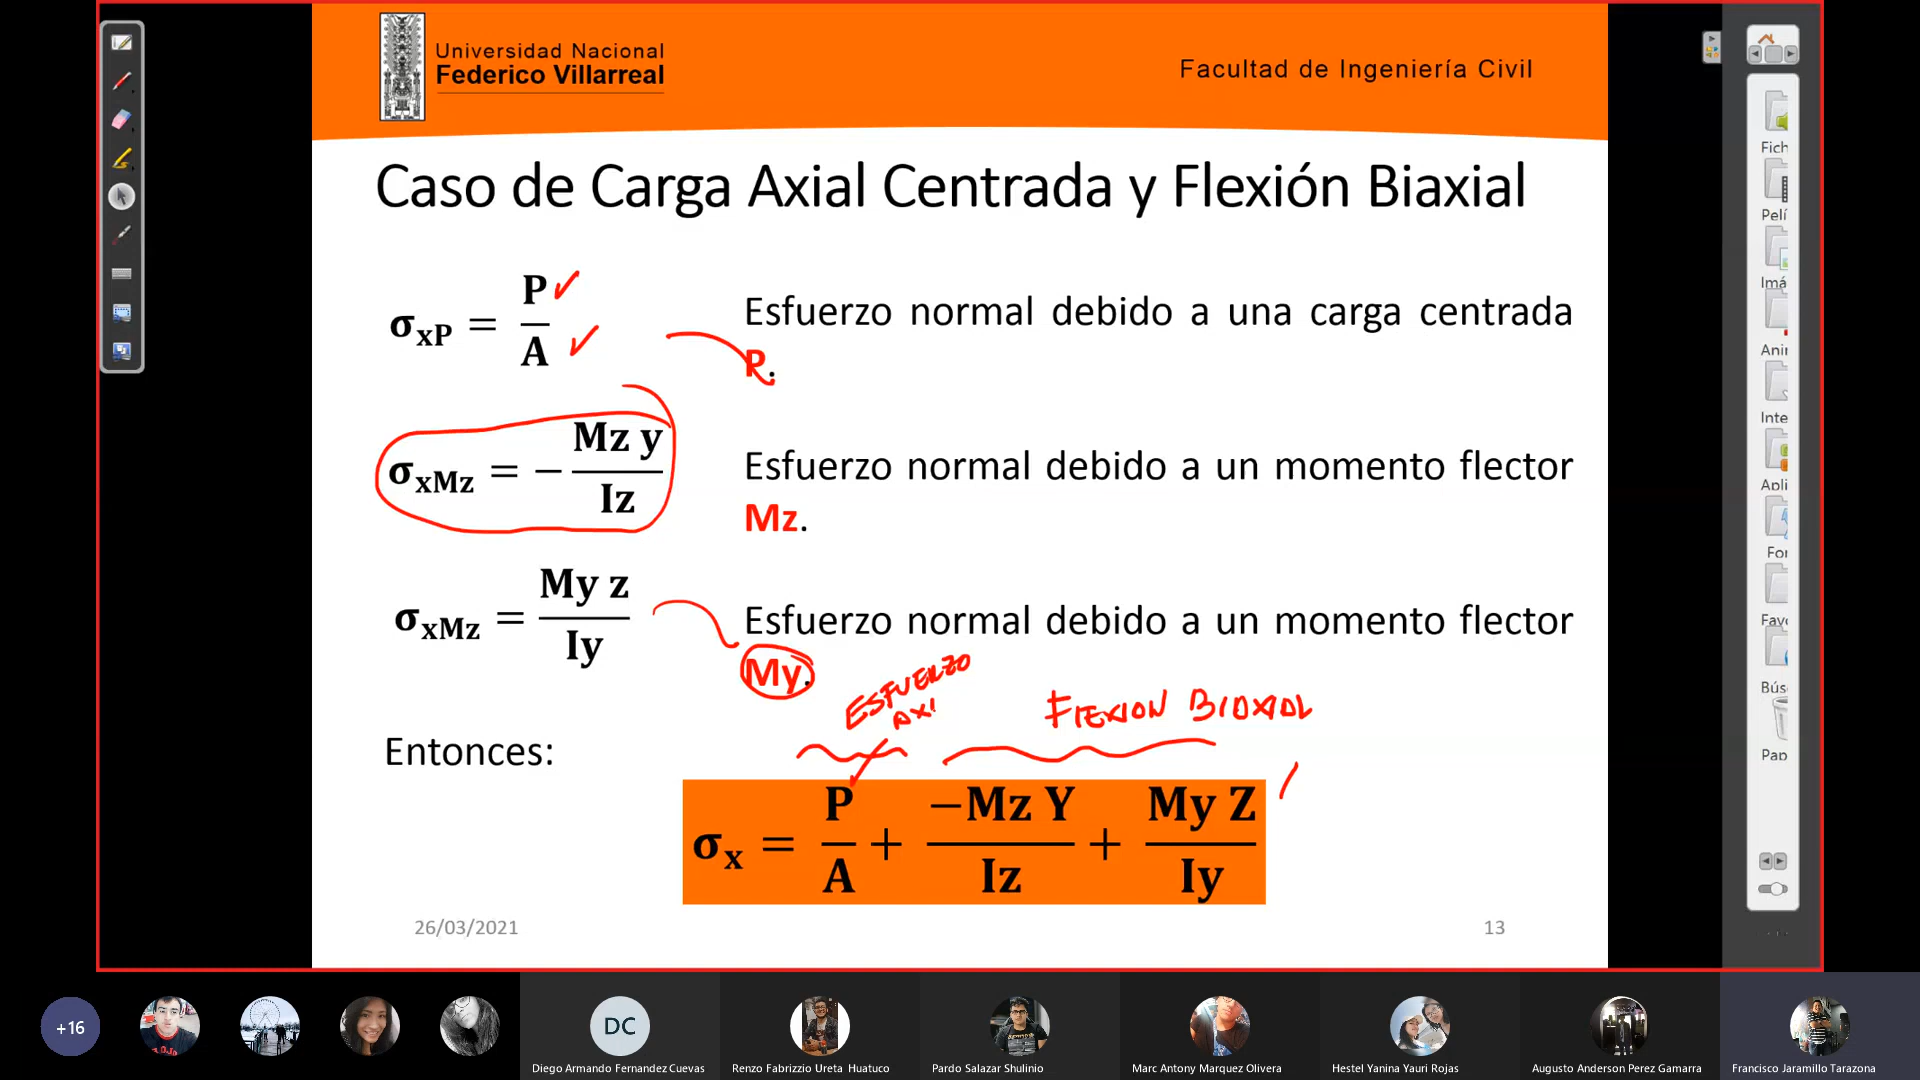 Universidad Nacional
Federico Villarreal
Facultad de Ingeniería Civil
Caso de Carga Axial Centrada y Flexión Biaxial
σxP = P/A
Esfuerzo normal debido a una carga centrada
P.
σxMz = − Mz y/Iz
Esfuerzo normal debido a un momento flector
Mz.
σxMz = My z/Iy
Esfuerzo normal debido a un momento flector
My.
ESFUERZO
AXI
FLEXION BIAXIAL
Entonces:
σx = P/A + −Mz Y/Iz + My Z/Iy
26/03/2021
13
Fich
Pelí
Imá
Ani
Inte
Apli
For
Favo
Bús
Pap
+16
DC
Diego Armando Fernandez Cuevas
Renzo Fabrizzio Ureta Huatuco
Pardo Salazar Shulinio
Marc Antony Marquez Olivera
Hestel Yanina Yauri Rojas
Augusto Anderson Perez Gamarra
Francisco Jaramillo Tarazona